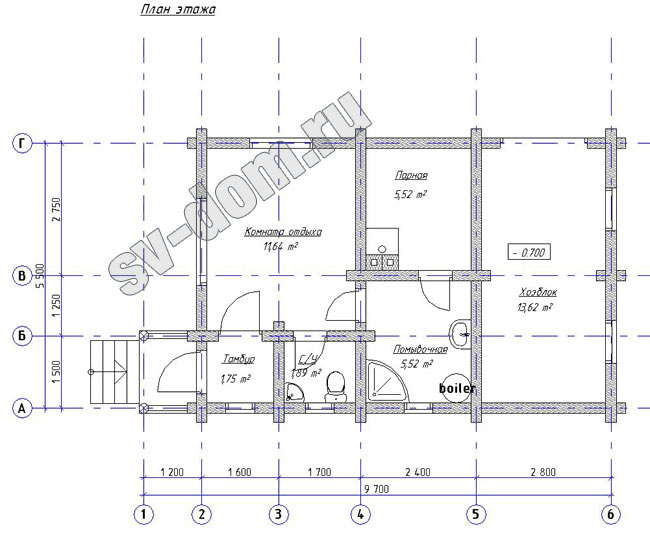 План этажа
Г
В
Б
А
2 750
1 250
1 500
5 500
Парная
5,52 m²
Комната отдыха
11,64 m²
- 0.700
Хозблок
13,62 m²
Тамбур
1,75 m²
С/У
1,89 m²
Помывочная
5,52 m²
boiler
sv-dom.ru
1 200
1 600
1 700
2 400
2 800
9 700
1
2
3
4
5
6